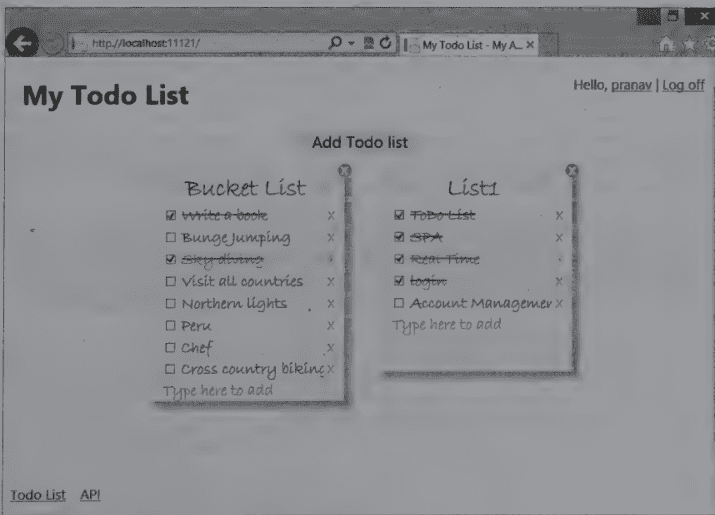 http://localhost:11121/
My Todo List - My A...
My Todo List
Hello, pranav | Log off
Add Todo list
Bucket List
Write a book
Bunge Jumping
Sky diving
Visit all countries
Northern lights
Peru
Chef
Cross country biking
Type here to add
List1
ToDo List
SPA
Real Time
login
Account Managemer
Type here to add
Todo List API